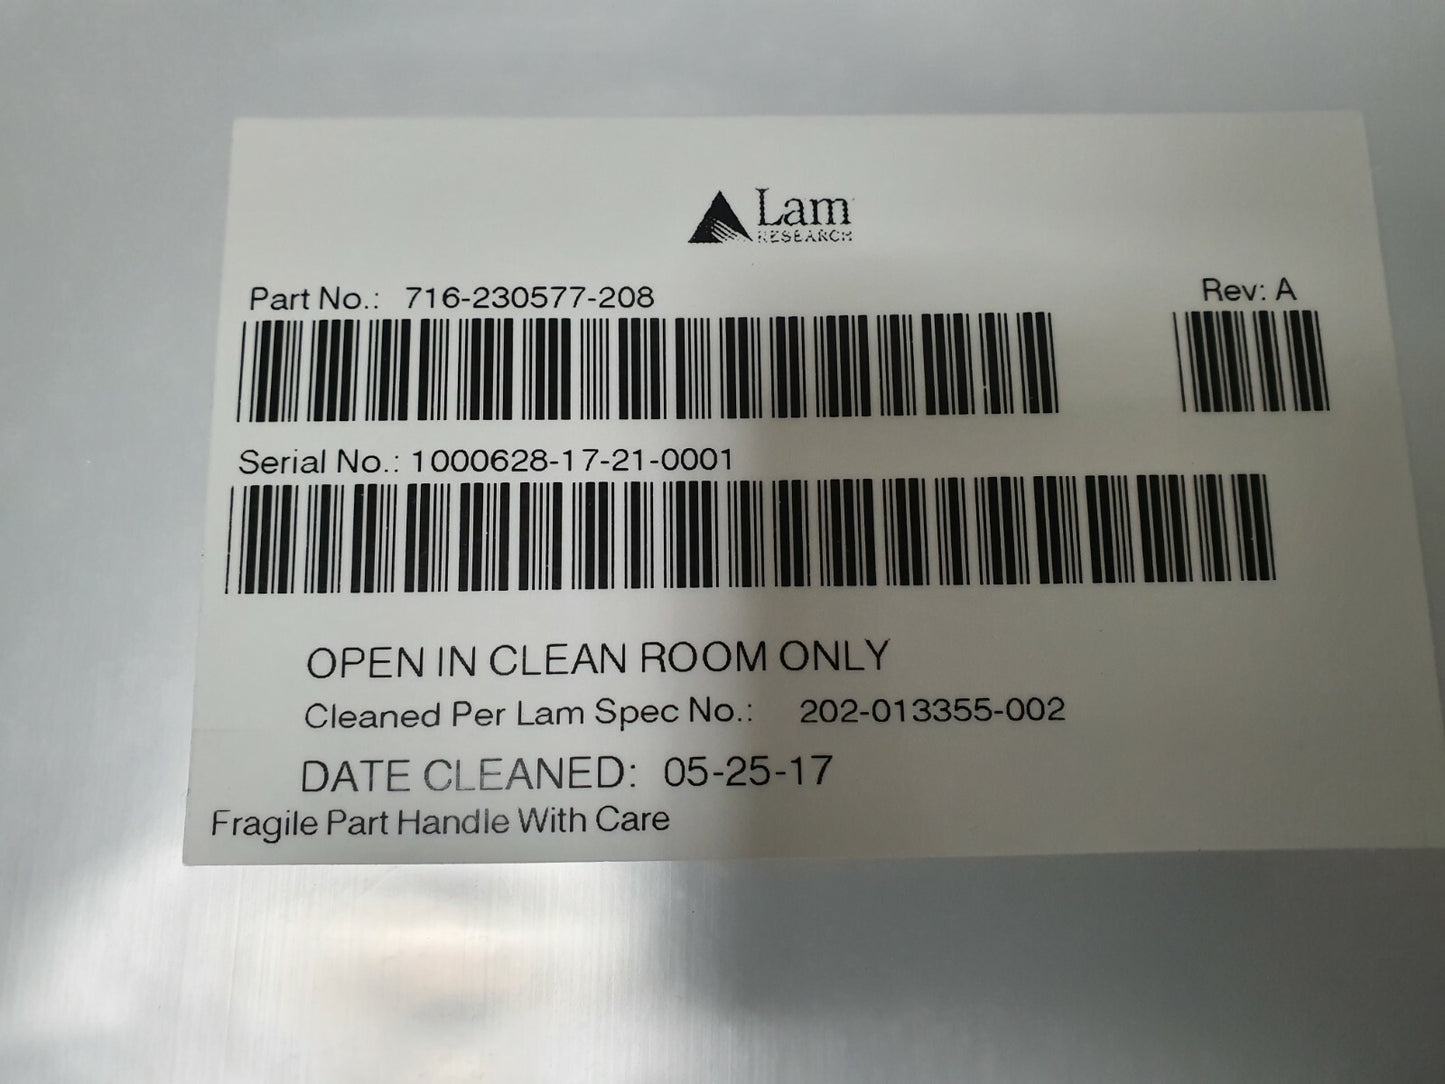 Lam
RESEARCH
Part No.: 716-230577-208
Rev: A
Serial No.: 1000628-17-21-0001
OPEN IN CLEAN ROOM ONLY
Cleaned Per Lam Spec No.: 202-013355-002
DATE CLEANED: 05-25-17
Fragile Part Handle With Care